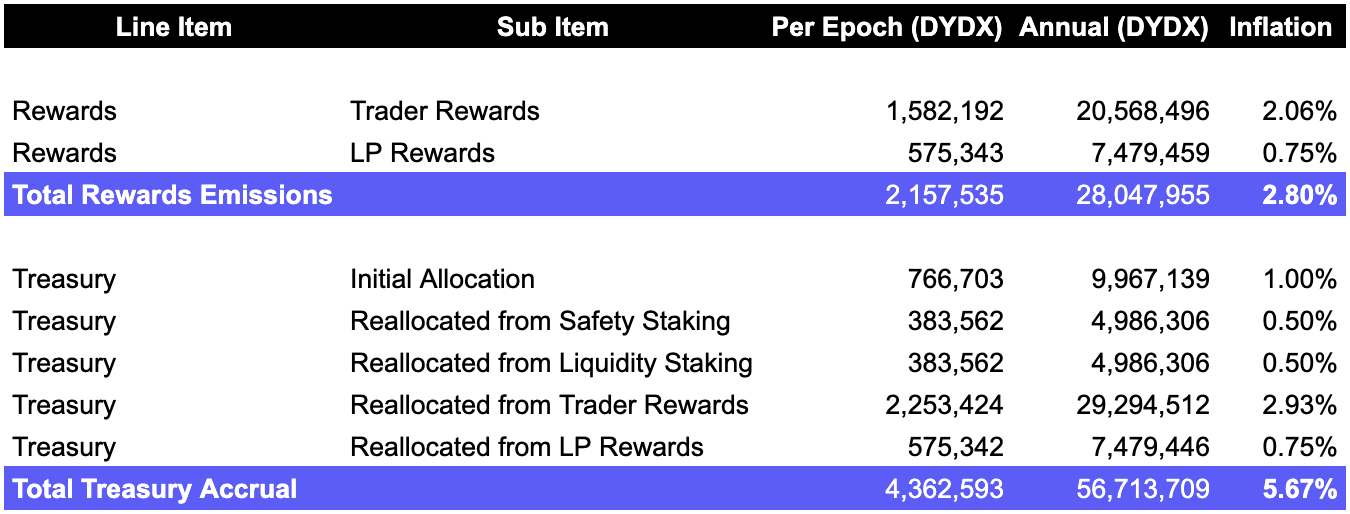 Line Item Sub Item Per Epoch (DYDX) Annual (DYDX) Inflation
Rewards Trader Rewards 1,582,192 20,568,496 2.06%
Rewards LP Rewards 575,343 7,479,459 0.75%
Total Rewards Emissions 2,157,535 28,047,955 2.80%
Treasury Initial Allocation 766,703 9,967,139 1.00%
Treasury Reallocated from Safety Staking 383,562 4,986,306 0.50%
Treasury Reallocated from Liquidity Staking 383,562 4,986,306 0.50%
Treasury Reallocated from Trader Rewards 2,253,424 29,294,512 2.93%
Treasury Reallocated from LP Rewards 575,342 7,479,446 0.75%
Total Treasury Accrual 4,362,593 56,713,709 5.67%